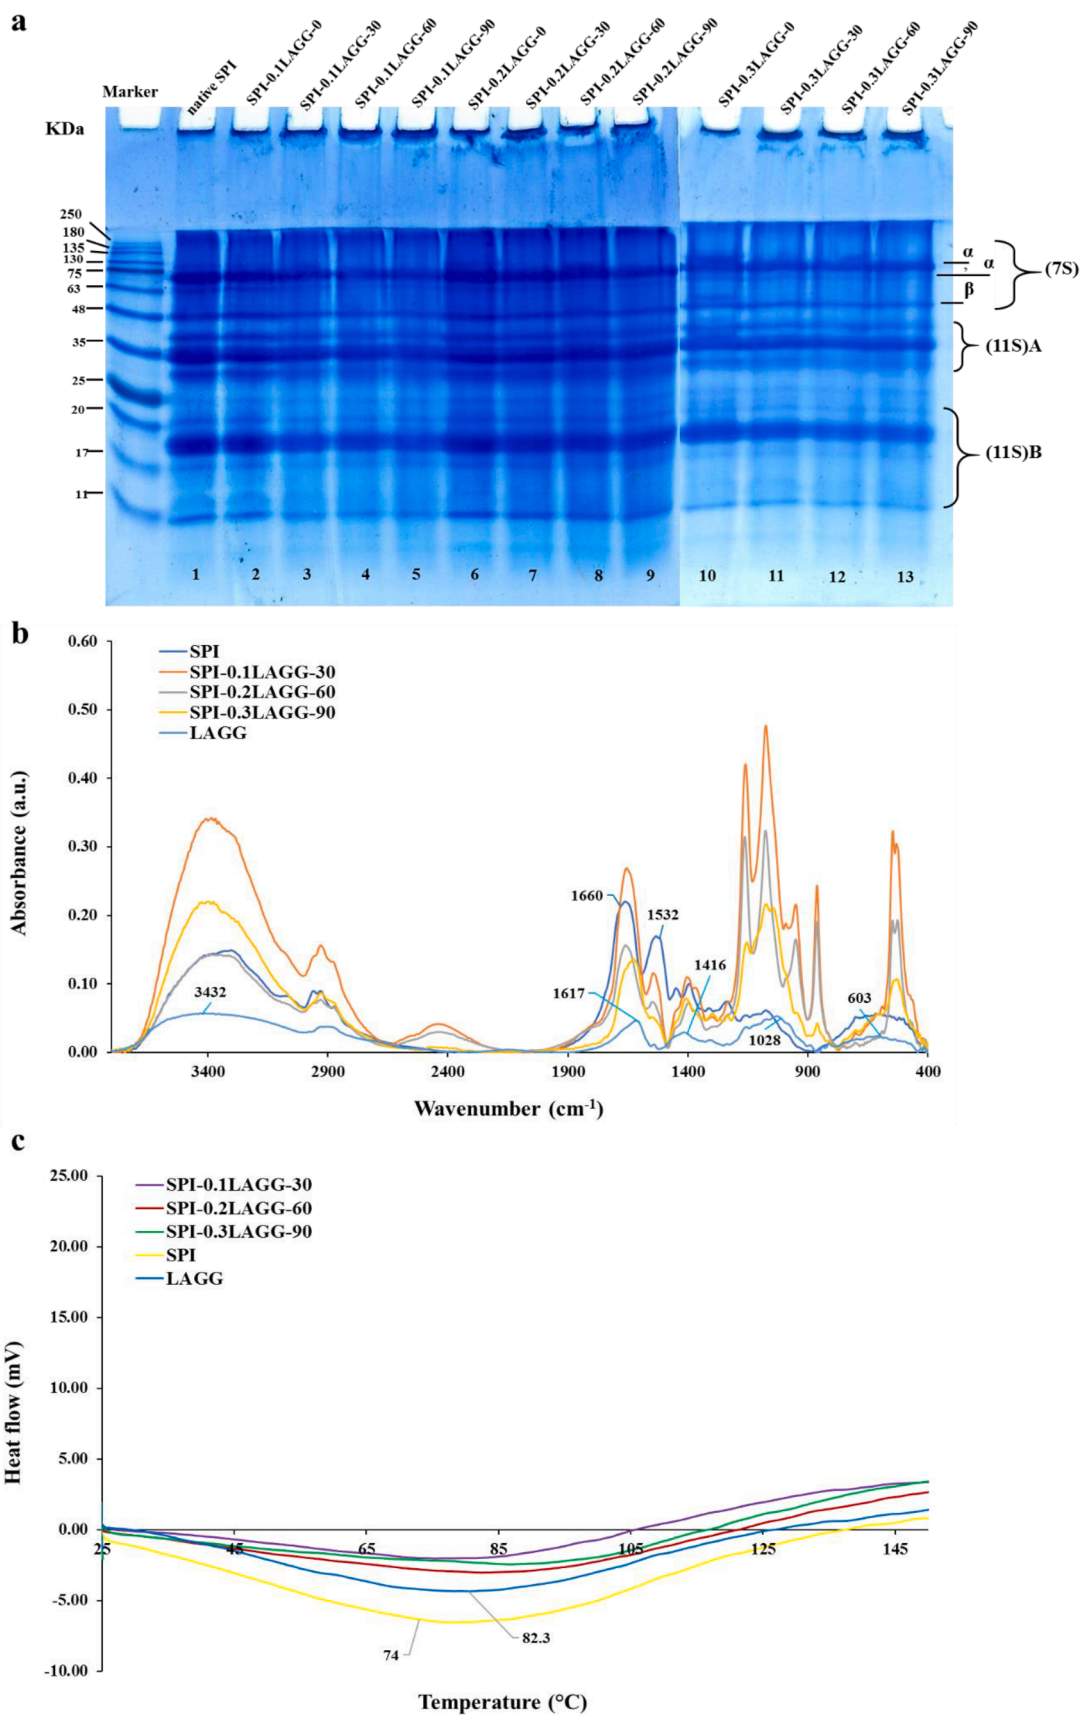 a
Marker
native SPI
SPI-0.1LAGG-0
SPI-0.1LAGG-30
SPI-0.1LAGG-60
SPI-0.1LAGG-90
SPI-0.2LAGG-0
SPI-0.2LAGG-30
SPI-0.2LAGG-60
SPI-0.2LAGG-90
SPI-0.3LAGG-0
SPI-0.3LAGG-30
SPI-0.3LAGG-60
SPI-0.3LAGG-90
KDa
250
180
135
130
75
63
48
35
25
20
17
11
α,
α
β
(7S)
(11S)A
(11S)B
1 2 3 4 5 6 7 8 9 10 11 12 13
b
0.60
0.50
0.40
0.30
0.20
0.10
0.00
Absorbance (a.u.)
SPI
SPI-0.1LAGG-30
SPI-0.2LAGG-60
SPI-0.3LAGG-90
LAGG
3432
1660
1532
1617
1416
1028
603
3400 2900 2400 1900 1400 900 400
Wavenumber (cm-1)
c
25.00
20.00
15.00
10.00
5.00
0.00
-5.00
-10.00
Heat flow (mV)
SPI-0.1LAGG-30
SPI-0.2LAGG-60
SPI-0.3LAGG-90
SPI
LAGG
25 45 65 85 105 125 145
74
82.3
Temperature (°C)